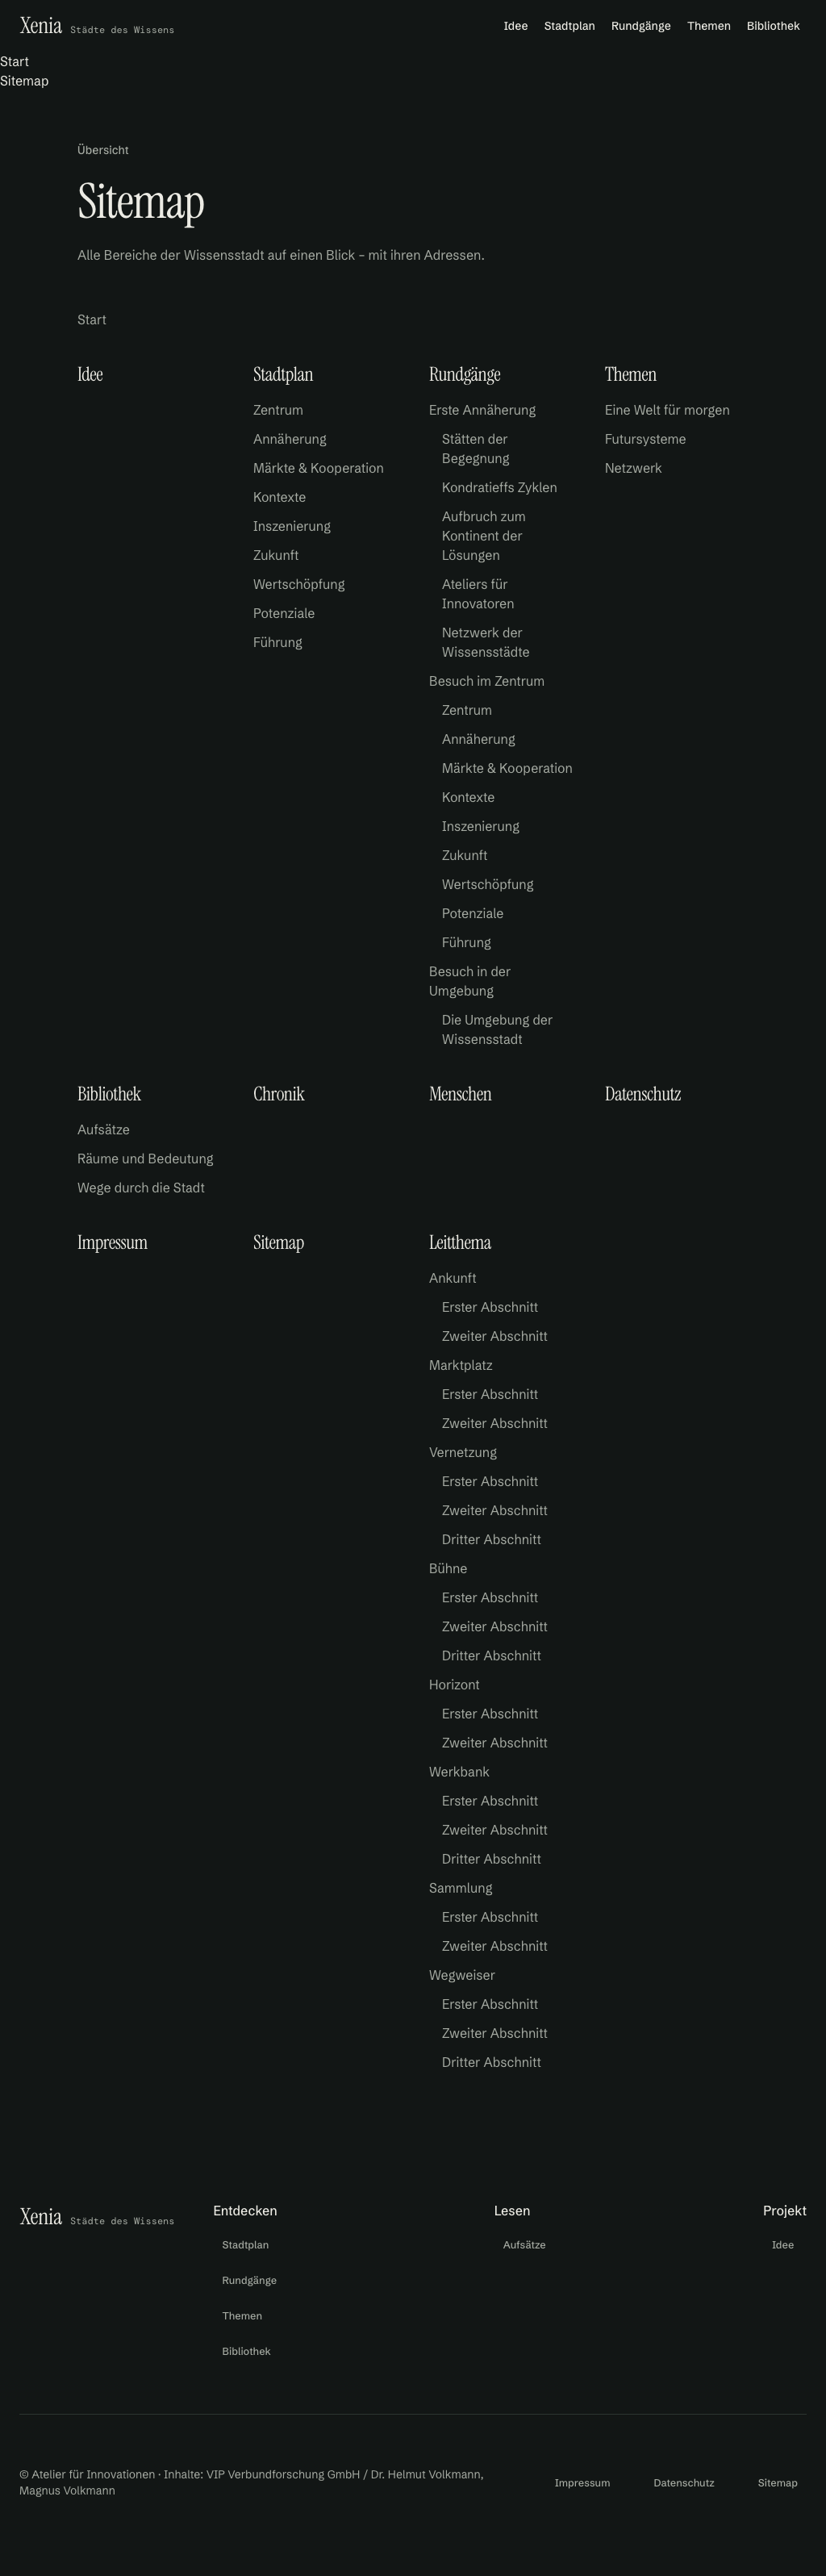 Xenia Städte des Wissens
Idee Stadtplan Rundgänge Themen Bibliothek
Start
Sitemap
Übersicht
Sitemap
Alle Bereiche der Wissensstadt auf einen Blick – mit ihren Adressen.
Start
Idee
Stadtplan
Zentrum
Annäherung
Märkte & Kooperation
Kontexte
Inszenierung
Zukunft
Wertschöpfung
Potenziale
Führung
Rundgänge
Erste Annäherung
Stätten der
Begegnung
Kondratieffs Zyklen
Aufbruch zum
Kontinent der
Lösungen
Ateliers für
Innovatoren
Netzwerk der
Wissensstädte
Besuch im Zentrum
Zentrum
Annäherung
Märkte & Kooperation
Kontexte
Inszenierung
Zukunft
Wertschöpfung
Potenziale
Führung
Besuch in der
Umgebung
Die Umgebung der
Wissensstadt
Themen
Eine Welt für morgen
Futursysteme
Netzwerk
Bibliothek
Aufsätze
Räume und Bedeutung
Wege durch die Stadt
Chronik
Menschen
Datenschutz
Impressum
Sitemap
Leitthema
Ankunft
Erster Abschnitt
Zweiter Abschnitt
Marktplatz
Erster Abschnitt
Zweiter Abschnitt
Vernetzung
Erster Abschnitt
Zweiter Abschnitt
Dritter Abschnitt
Bühne
Erster Abschnitt
Zweiter Abschnitt
Dritter Abschnitt
Horizont
Erster Abschnitt
Zweiter Abschnitt
Werkbank
Erster Abschnitt
Zweiter Abschnitt
Dritter Abschnitt
Sammlung
Erster Abschnitt
Zweiter Abschnitt
Wegweiser
Erster Abschnitt
Zweiter Abschnitt
Dritter Abschnitt
Xenia Städte des Wissens
Entdecken
Stadtplan
Rundgänge
Themen
Bibliothek
Lesen
Aufsätze
Projekt
Idee
© Atelier für Innovationen · Inhalte: VIP Verbundforschung GmbH / Dr. Helmut Volkmann,
Magnus Volkmann
Impressum Datenschutz Sitemap